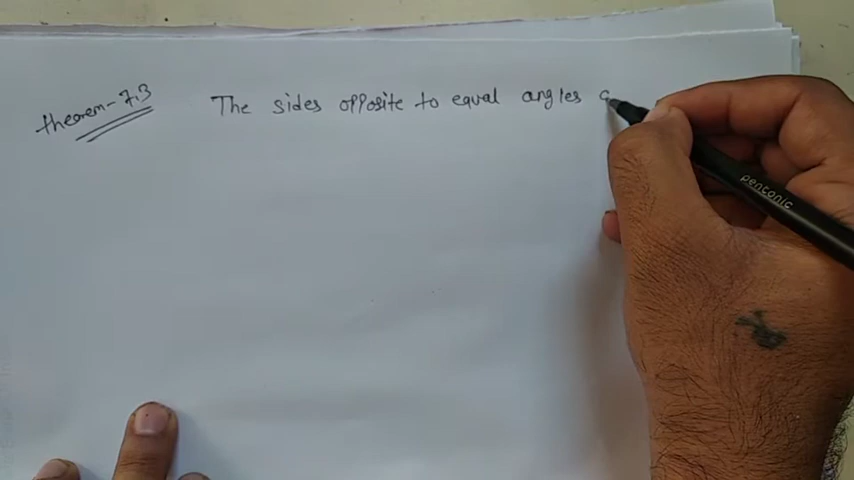 Theorem-7.3
The sides opposite to equal angles a
pentonic